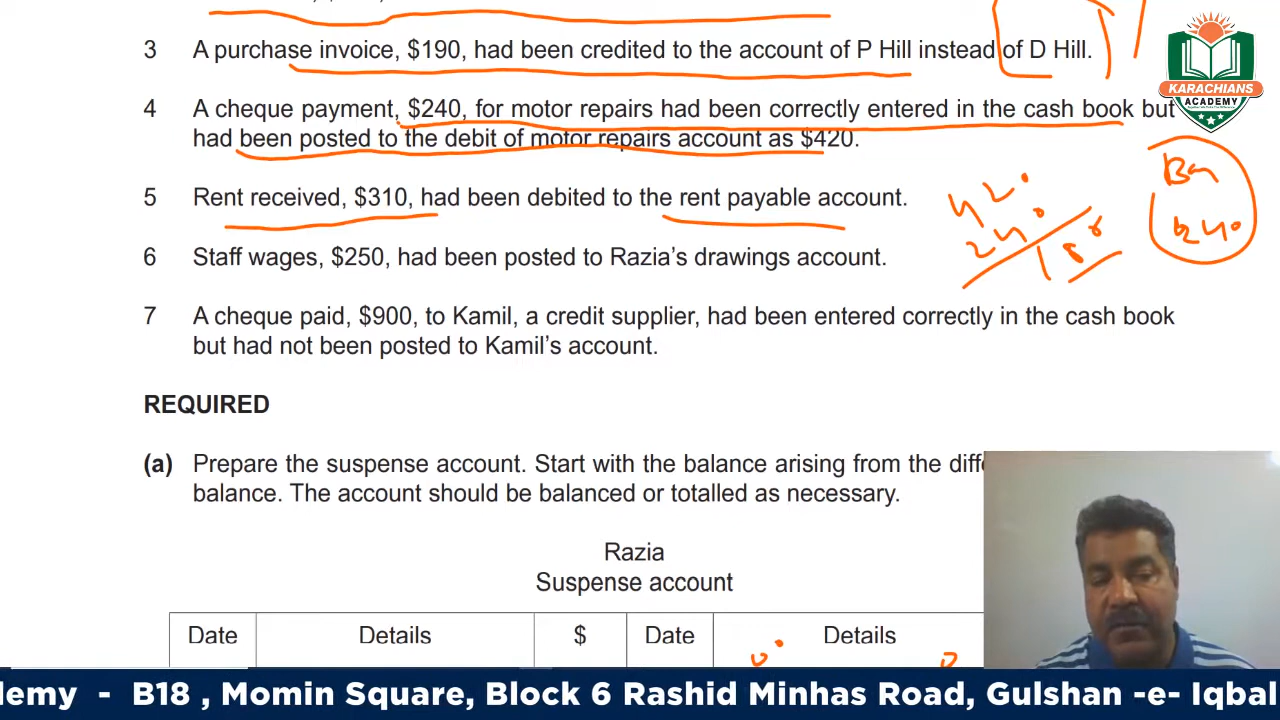 3 A purchase invoice, $190, had been credited to the account of P Hill instead of D Hill.
KARACHIANS
ACADEMY
4 A cheque payment, $240, for motor repairs had been correctly entered in the cash book but
had been posted to the debit of motor repairs account as $420.
5 Rent received, $310, had been debited to the rent payable account.
420
240
180
240
6 Staff wages, $250, had been posted to Razia’s drawings account.
7 A cheque paid, $900, to Kamil, a credit supplier, had been entered correctly in the cash book
but had not been posted to Kamil’s account.
REQUIRED
(a) Prepare the suspense account. Start with the balance arising from the
balance. The account should be balanced or totalled as necessary.
Razia
Suspense account
Date Details $ Date Details
- B18 , Momin Square, Block 6 Rashid Minhas Road, Gulshan -e- Iqbal